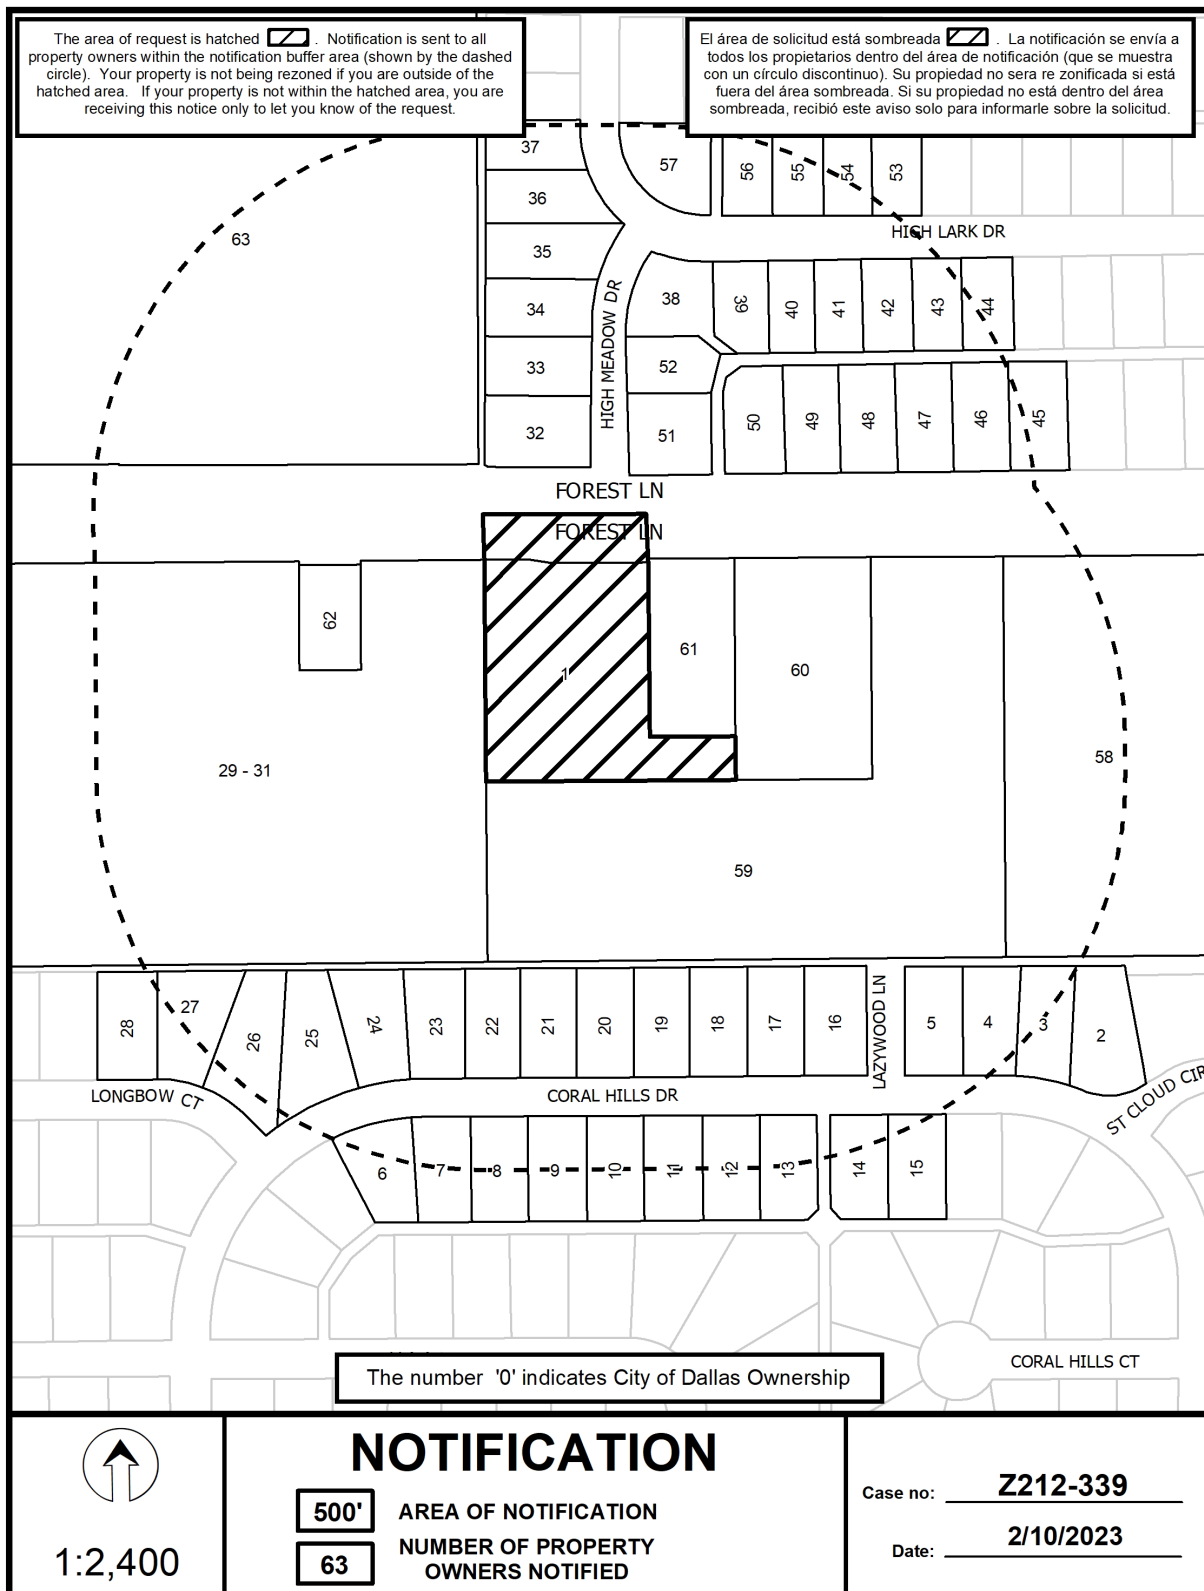 The area of request is hatched . Notification is sent to all
property owners within the notification buffer area (shown by the dashed
circle). Your property is not being rezoned if you are outside of the
hatched area. If your property is not within the hatched area, you are
receiving this notice only to let you know of the request.
El área de solicitud está sombreada . La notificación se envía a
todos los propietarios dentro del área de notificación (que se muestra
con un círculo discontinuo). Su propiedad no sera re zonificada si está
fuera del área sombreada. Si su propiedad no está dentro del área
sombreada, recibió este aviso solo para informarle sobre la solicitud.
37
57
56
55
54
53
36
63
HIGH LARK DR
35
34
38
39
40
41
42
43
44
HIGH MEADOW DR
33
52
32
51
50
49
48
47
46
45
FOREST LN
FOREST LN
62
61
1
60
29 - 31
58
59
28
27
26
25
24
23
22
21
20
19
18
17
16
LAZYWOOD LN
5
4
3
2
LONGBOW CT
CORAL HILLS DR
ST CLOUD CIR
6
7
8
9
10
11
12
13
14
15
CORAL HILLS CT
The number '0' indicates City of Dallas Ownership
1:2,400
NOTIFICATION
500' AREA OF NOTIFICATION
63 NUMBER OF PROPERTY
OWNERS NOTIFIED
Case no: Z212-339
Date: 2/10/2023